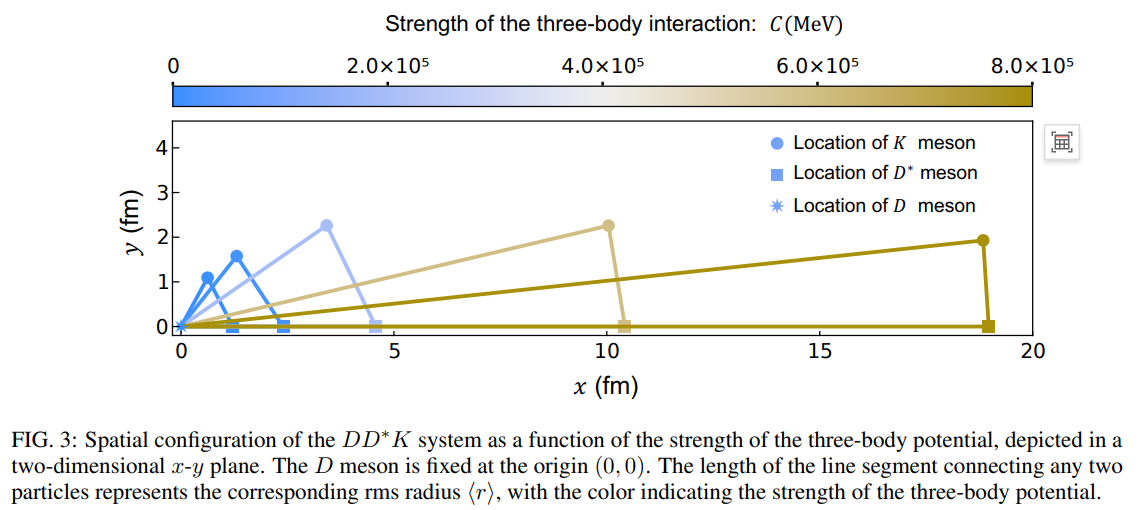 Strength of the three-body interaction: C(MeV)
0 2.0×10⁵ 4.0×10⁵ 6.0×10⁵ 8.0×10⁵
Location of K meson
Location of D* meson
Location of D meson
4
3
2
1
0
y (fm)
0 5 10 15 20
x (fm)
FIG. 3: Spatial configuration of the DD*K system as a function of the strength of the three-body potential, depicted in a
two-dimensional x-y plane. The D meson is fixed at the origin (0, 0). The length of the line segment connecting any two
particles represents the corresponding rms radius ⟨r⟩, with the color indicating the strength of the three-body potential.